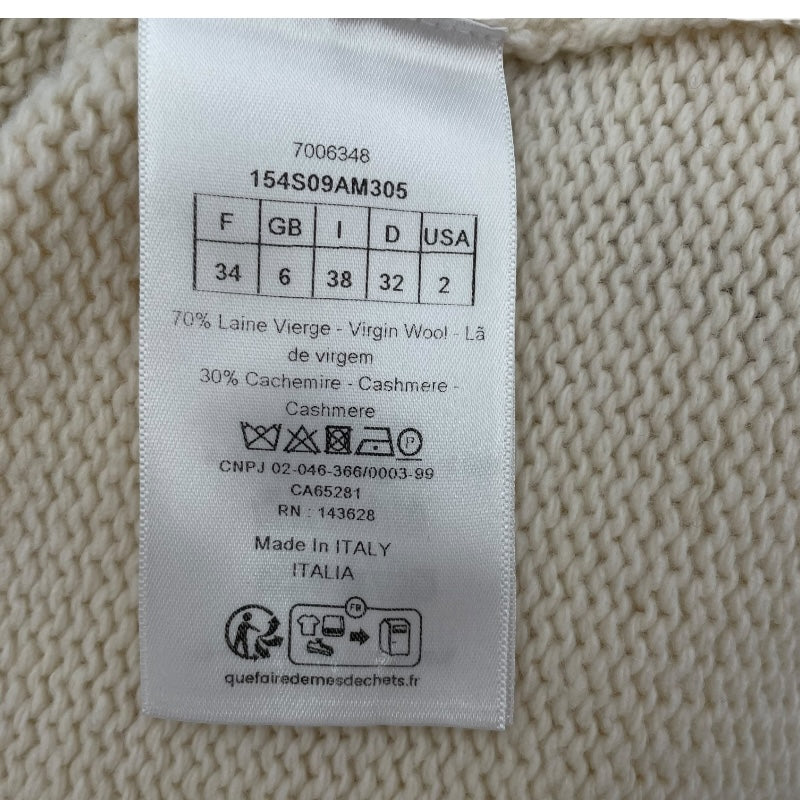 7006348
154S09AM305
F GB I D USA
34 6 38 32 2
70% Laine Vierge - Virgin Wool - Lã
de virgem
30% Cachemire - Cashmere -
Cashmere
P
CNPJ 02-046-366/0003-99
CA65281
RN : 143628
Made In ITALY
ITALIA
FR
quefairedemesdechets.fr